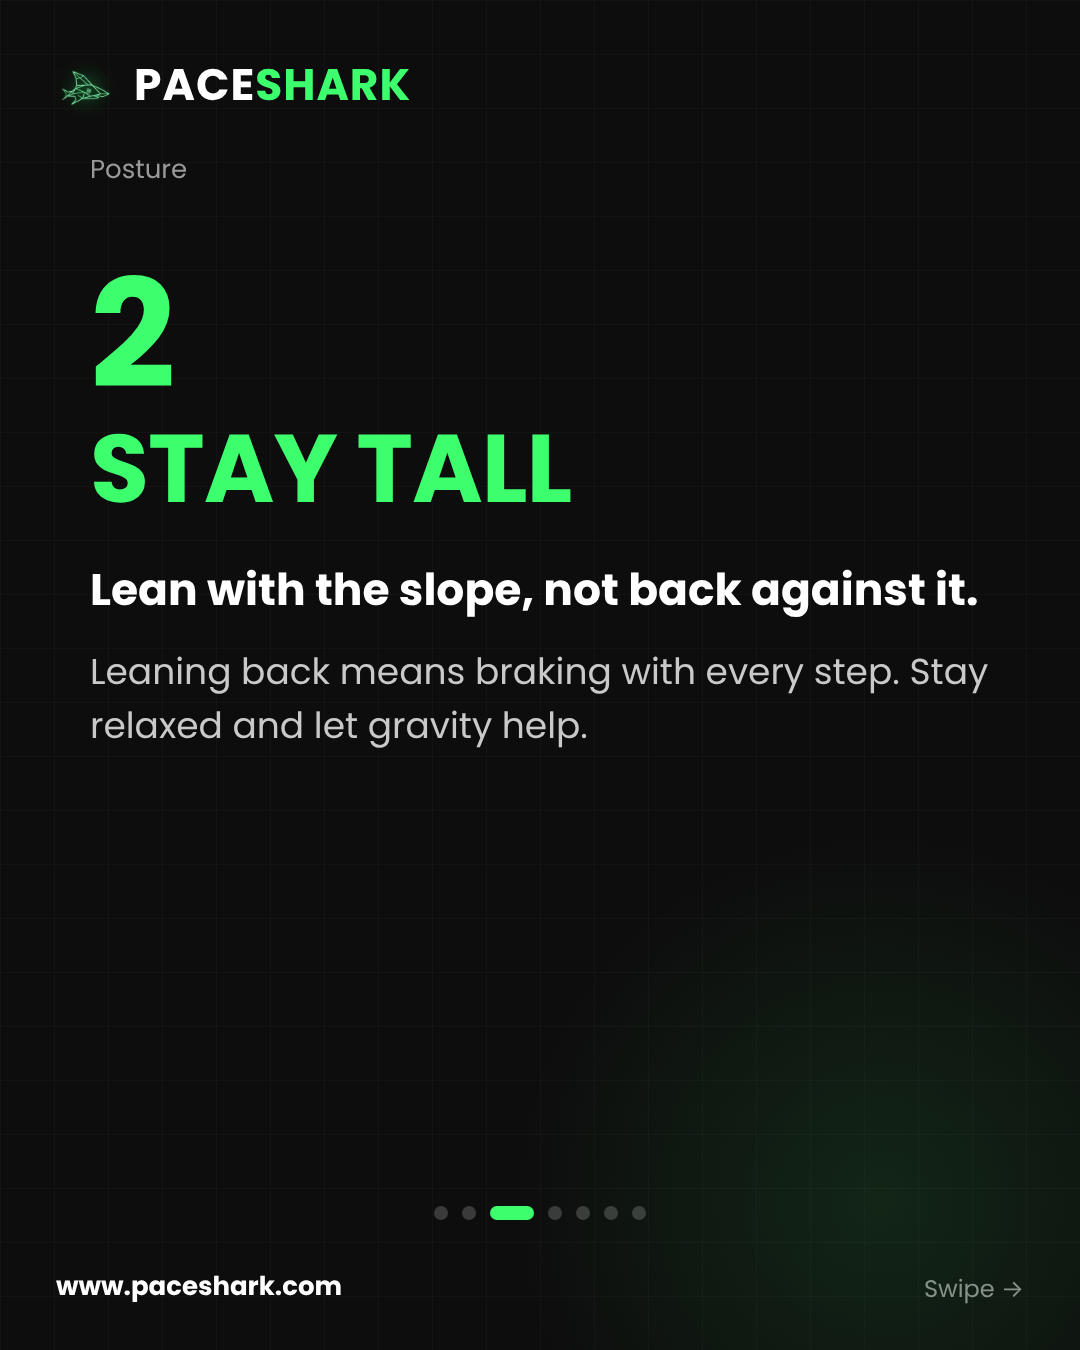 PACESHARK
Posture
2
STAY TALL
Lean with the slope, not back against it.
Leaning back means braking with every step. Stay
relaxed and let gravity help.
www.paceshark.com
Swipe →